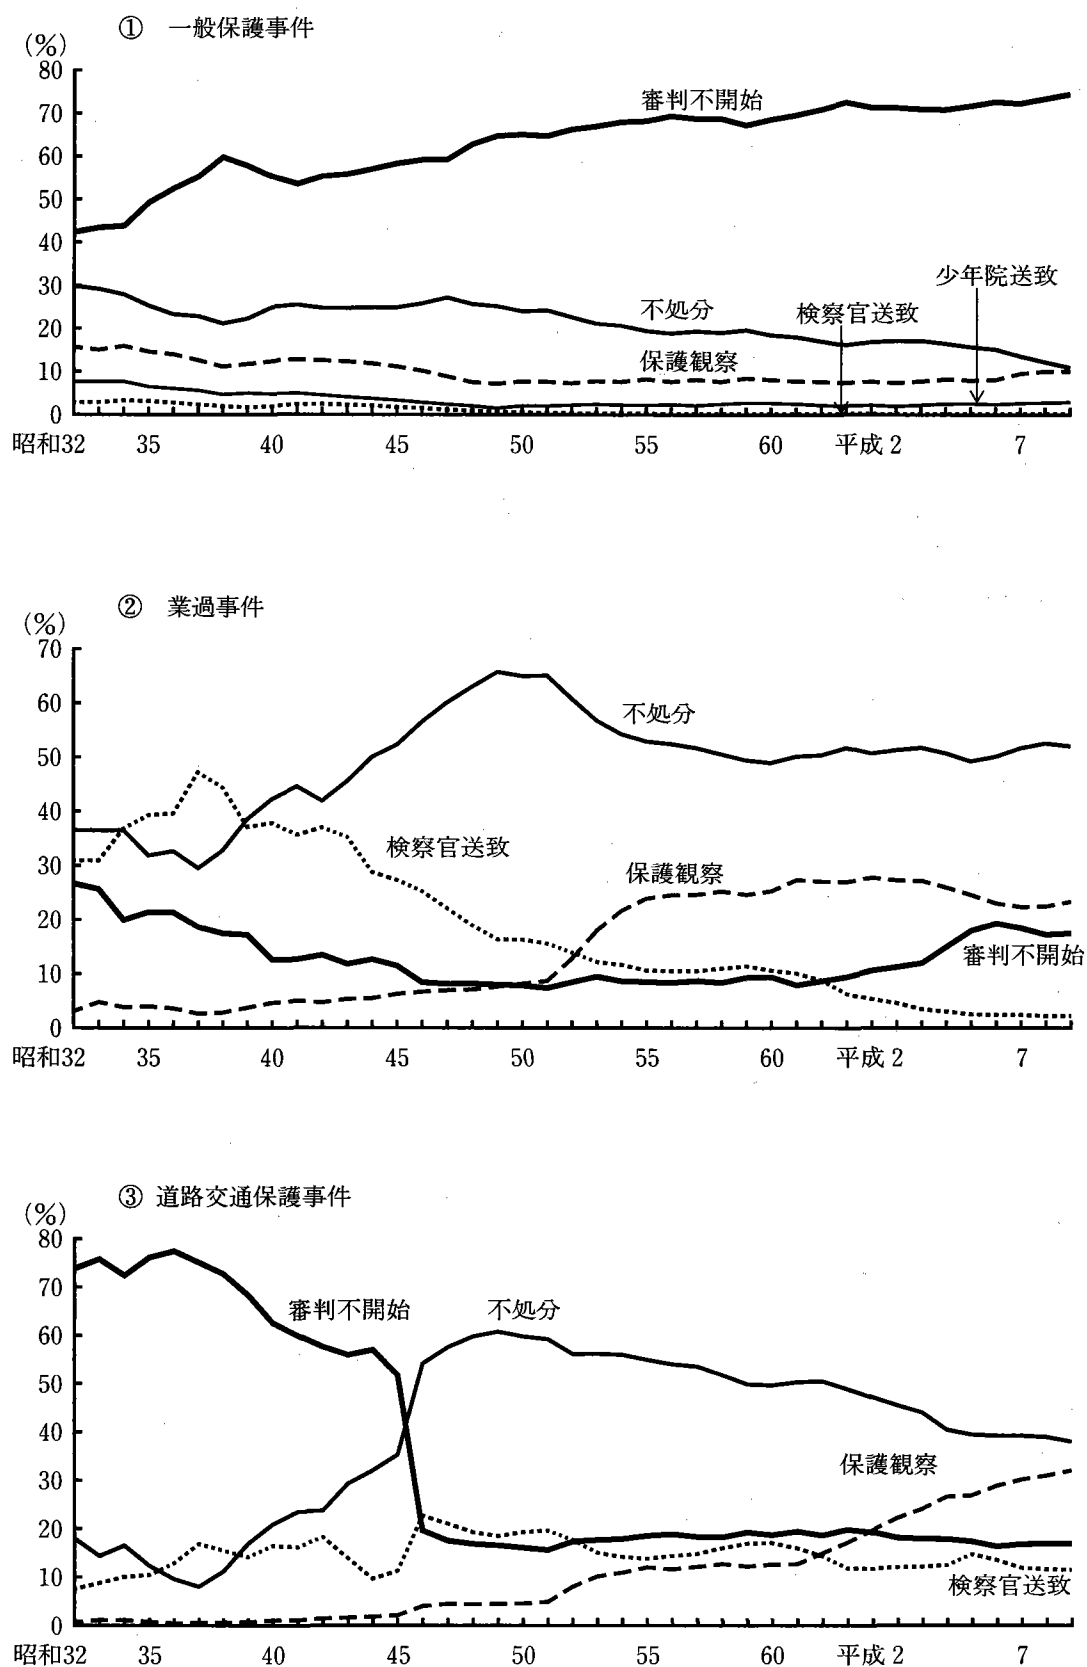 ① 一般保護事件
(%)
80
70
60
50
40
30
20
10
0
審判不開始
不処分
検察官送致
少年院送致
保護観察
昭和32 35 40 45 50 55 60 平成2 7
② 業過事件
(%)
70
60
50
40
30
20
10
0
不処分
検察官送致
保護観察
審判不開始
昭和32 35 40 45 50 55 60 平成2 7
③ 道路交通保護事件
(%)
80
70
60
50
40
30
20
10
0
審判不開始 不処分
保護観察
検察官送致
昭和32 35 40 45 50 55 60 平成2 7